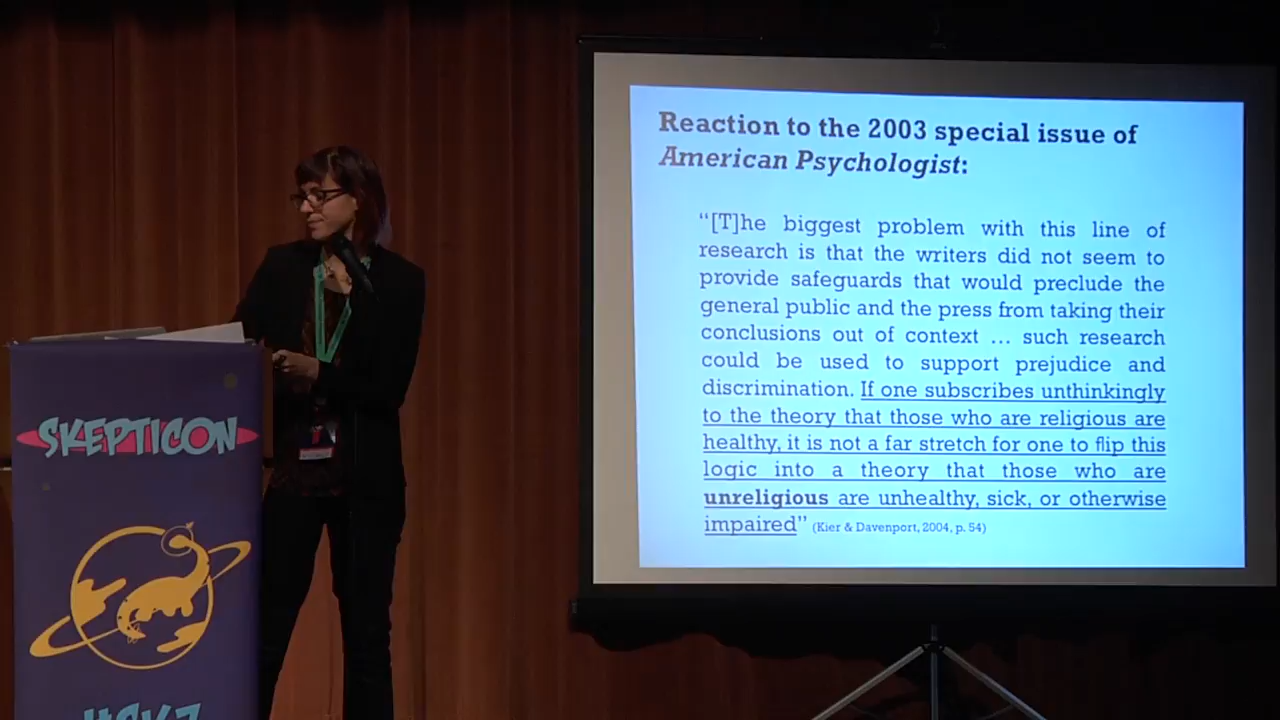 Reaction to the 2003 special issue of
American Psychologist:
“[T]he biggest problem with this line of
research is that the writers did not seem to
provide safeguards that would preclude the
general public and the press from taking their
conclusions out of context … such research
could be used to support prejudice and
discrimination. If one subscribes unthinkingly
to the theory that those who are religious are
healthy, it is not a far stretch for one to flip this
logic into a theory that those who are
unreligious are unhealthy, sick, or otherwise
impaired” (Kier & Davenport, 2004, p. 54)
SKEPTICON